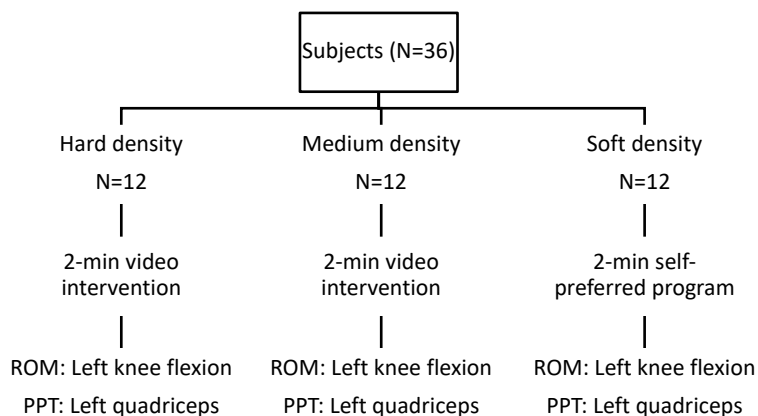 Subjects (N=36)
Hard density
N=12
2-min video
intervention
ROM: Left knee flexion
PPT: Left quadriceps
Medium density
N=12
2-min video
intervention
ROM: Left knee flexion
PPT: Left quadriceps
Soft density
N=12
2-min self-
preferred program
ROM: Left knee flexion
PPT: Left quadriceps